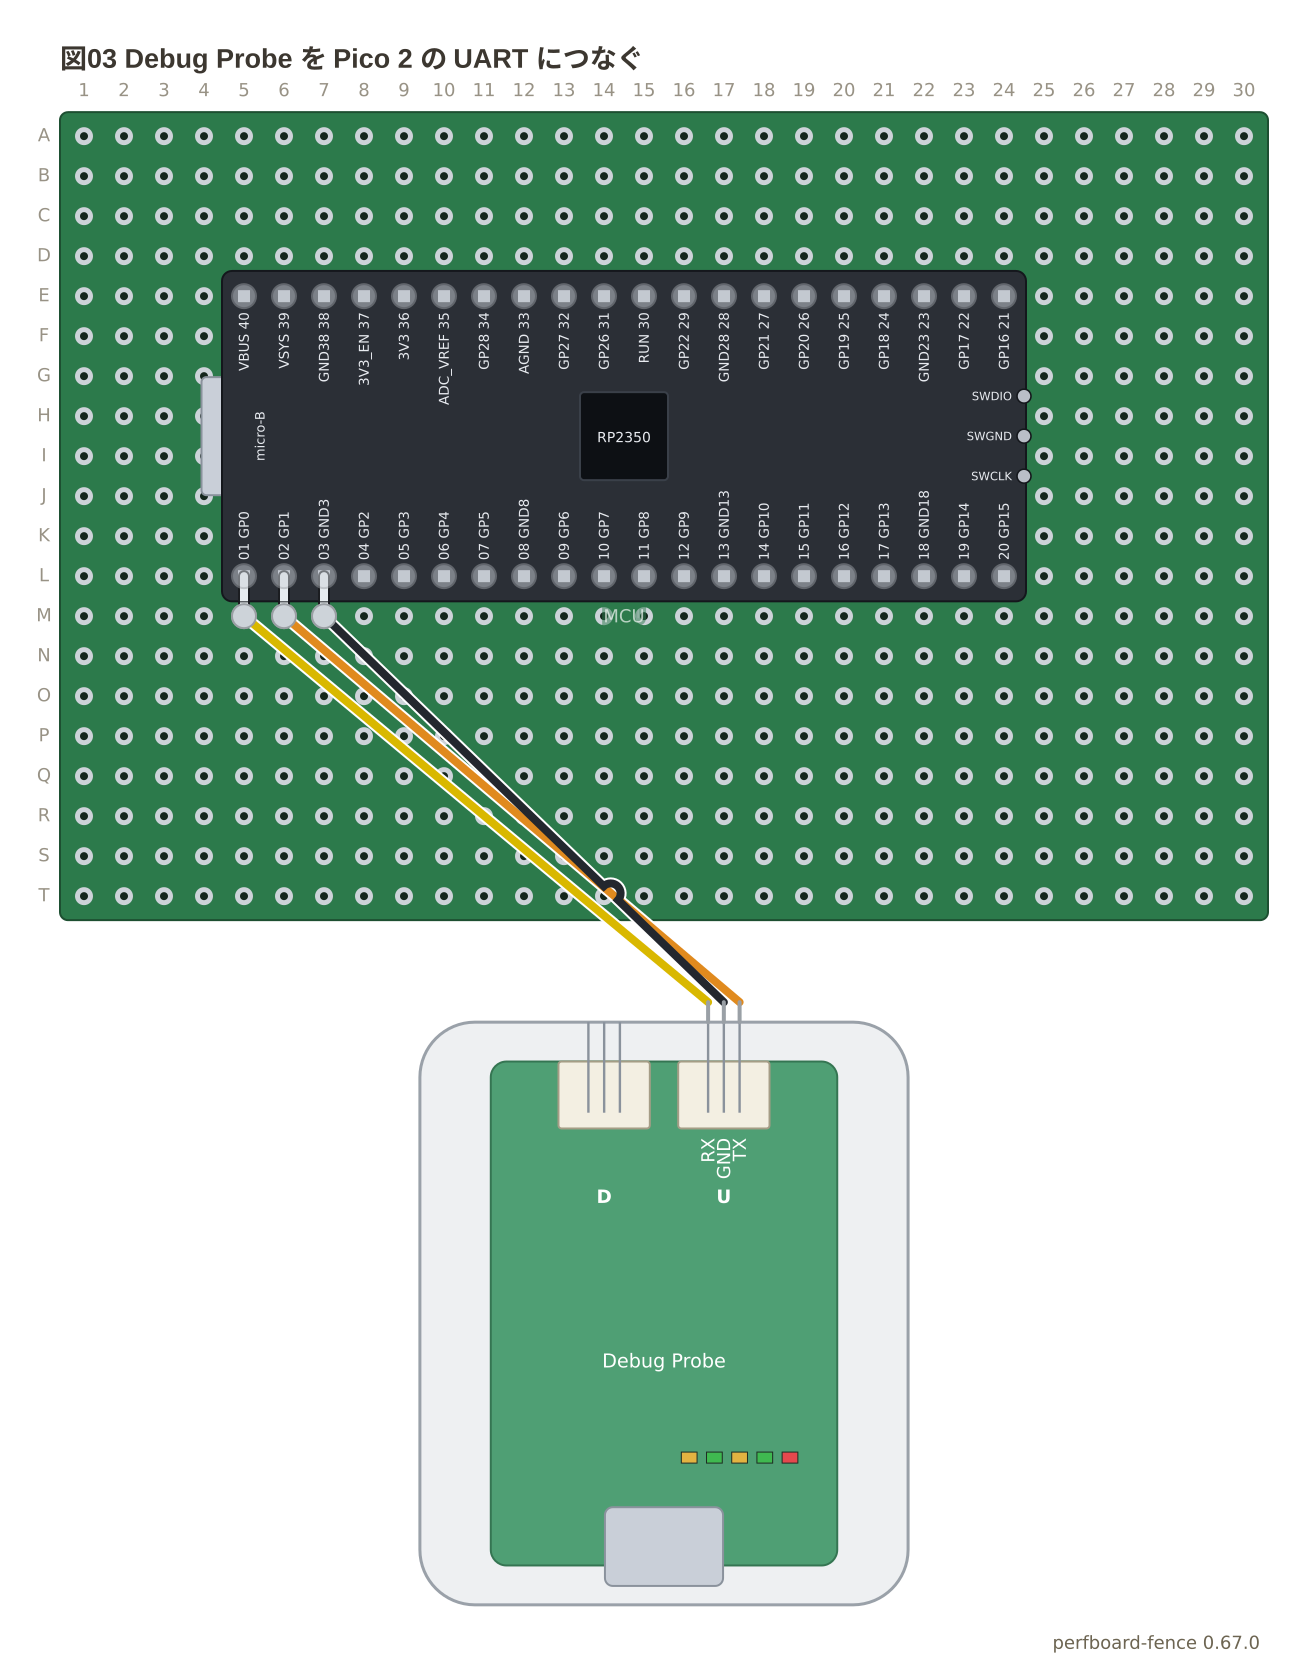 図03 Debug Probe を Pico 2 の UART につなぐ
1 2 3 4 5 6 7 8 9 10 11 12 13 14 15 16 17 18 19 20 21 22 23 24 25 26 27 28 29 30
A
B
C
D
E
VBUS 40 VSYS 39 GND38 38 3V3_EN 37 3V3 36 ADC_VREF 35 GP28 34 AGND 33 GP27 32 GP26 31 RUN 30 GP22 29 GND28 28 GP21 27 GP20 26 GP19 25 GP18 24 GND23 23 GP17 22 GP16 21
F
G
SWDIO
H
micro-B
RP2350
SWGND
I
SWCLK
J
K
01 GP0 02 GP1 03 GND3 04 GP2 05 GP3 06 GP4 07 GP5 08 GND8 09 GP6 10 GP7 11 GP8 12 GP9 13 GND13 14 GP10 15 GP11 16 GP12 17 GP13 18 GND18 19 GP14 20 GP15
L
M
MCU
N
O
P
Q
R
S
T
RX GND TX
D U
Debug Probe
perfboard-fence 0.67.0